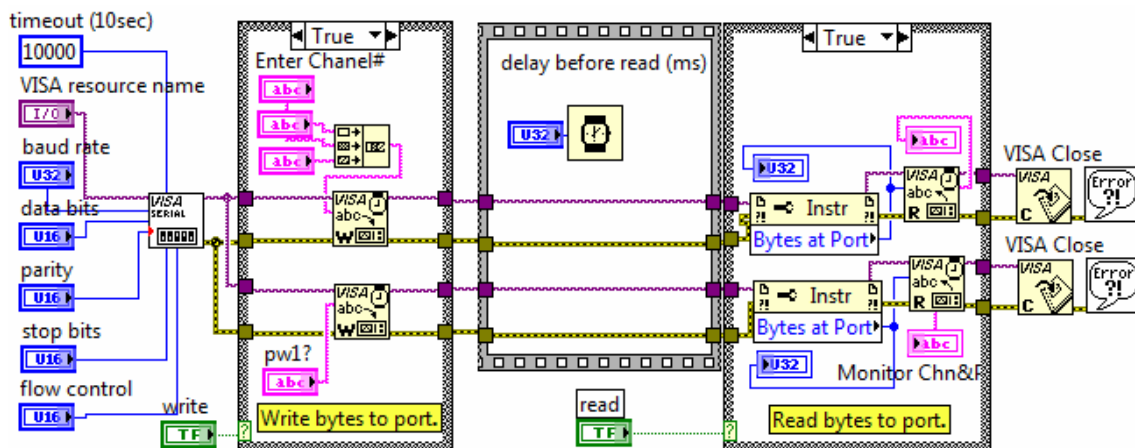 timeout (10sec)
10000
VISA resource name
I/O
baud rate
U32
data bits
U16
parity
U16
stop bits
U16
flow control
U16
VISA
SERIAL
write
TF
True
Enter Chanel#
abc
abc
abc
VISA
abc
W
VISA
abc
W
pw1?
abc
Write bytes to port.
delay before read (ms)
U32
read
TF
True
U32
abc
VISA
abc
R
?!
Instr
?!
Bytes at Port
VISA
abc
R
?!
Instr
?!
Bytes at Port
U32
abc
Monitor Chn&P
Read bytes to port.
VISA Close
VISA
C
Error
?!
VISA Close
VISA
C
Error
?!